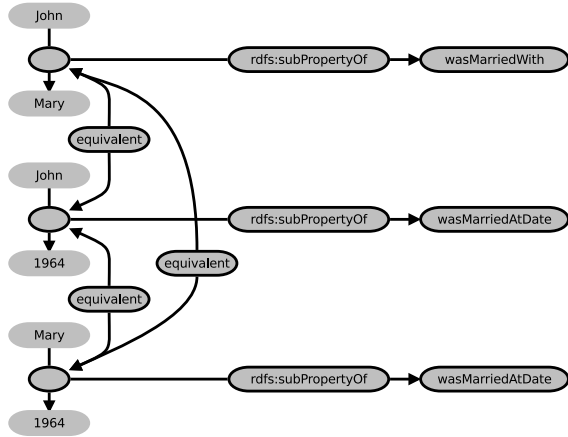 John
rdfs:subPropertyOf
wasMarriedWith
Mary
equivalent
John
rdfs:subPropertyOf
wasMarriedAtDate
1964
equivalent
equivalent
Mary
rdfs:subPropertyOf
wasMarriedAtDate
1964